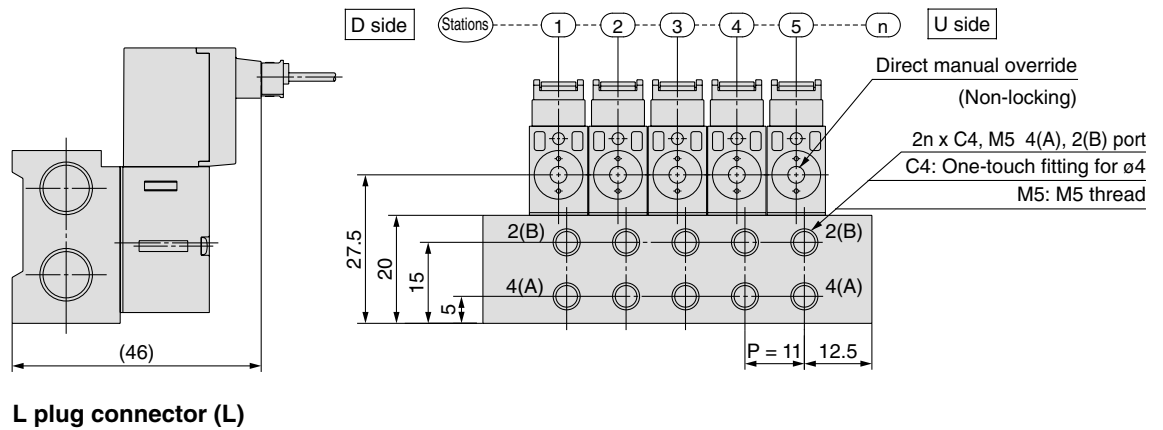 D side
Stations
1
2
3
4
5
n
U side
Direct manual override
(Non-locking)
2n x C4, M5 4(A), 2(B) port
C4: One-touch fitting for ø4
M5: M5 thread
2(B)
2(B)
4(A)
4(A)
27.5
20
15
5
(46)
P = 11
12.5
L plug connector (L)